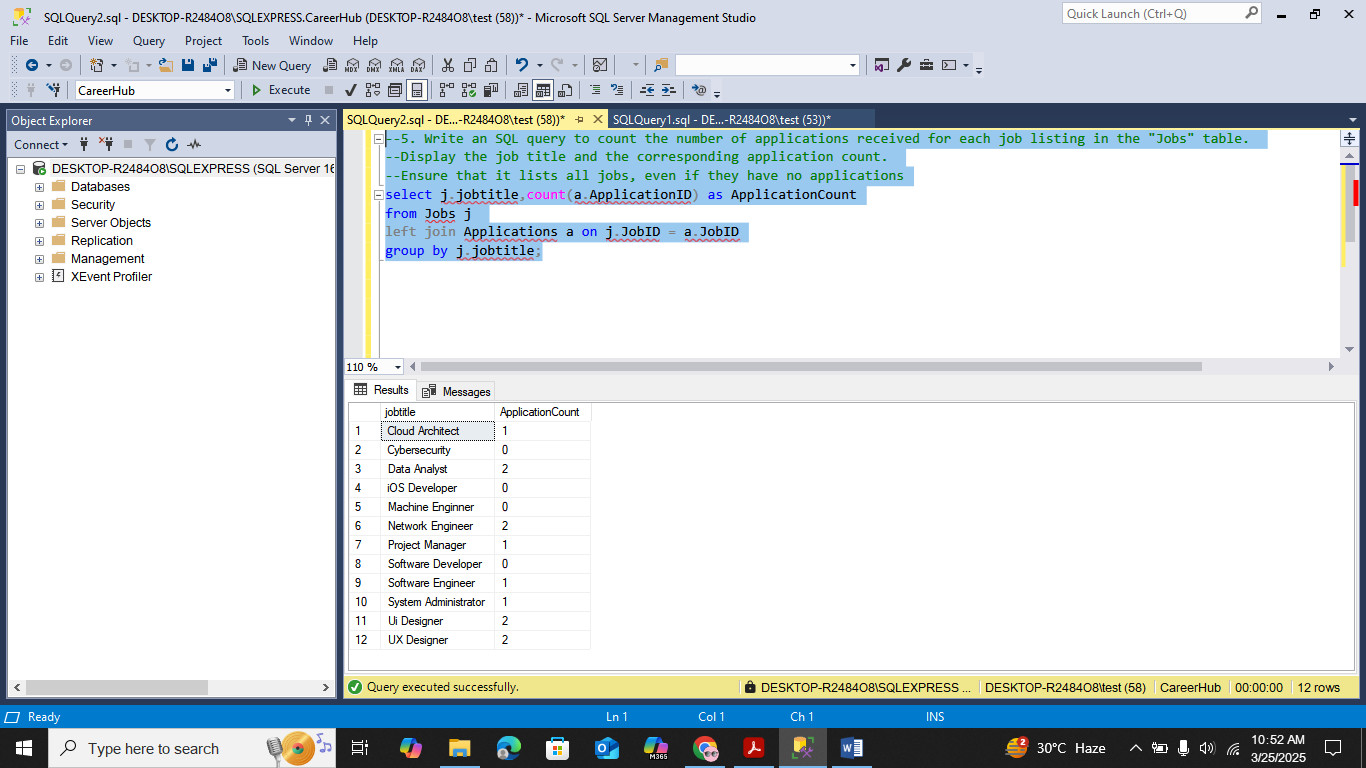 SQLQuery2.sql - DESKTOP-R2484O8\SQLEXPRESS.CareerHub (DESKTOP-R2484O8\test (58))* - Microsoft SQL Server Management Studio
Quick Launch (Ctrl+Q)
File Edit View Query Project Tools Window Help
New Query
MDX DMX XMLA DAX
CareerHub
Execute
Object Explorer
SQLQuery2.sql - DE...-R2484O8\test (58))*
SQLQuery1.sql - DE...-R2484O8\test (53))*
Connect
DESKTOP-R2484O8\SQLEXPRESS (SQL Server 16
Databases
Security
Server Objects
Replication
Management
XEvent Profiler
--5. Write an SQL query to count the number of applications received for each job listing in the "Jobs" table.
--Display the job title and the corresponding application count.
--Ensure that it lists all jobs, even if they have no applications
select j.jobtitle,count(a.ApplicationID) as ApplicationCount
from Jobs j
left join Applications a on j.JobID = a.JobID
group by j.jobtitle;
110 %
Results Messages
jobtitle ApplicationCount
1 Cloud Architect 1
2 Cybersecurity 0
3 Data Analyst 2
4 iOS Developer 0
5 Machine Enginner 0
6 Network Engineer 2
7 Project Manager 1
8 Software Developer 0
9 Software Engineer 1
10 System Administrator 1
11 Ui Designer 2
12 UX Designer 2
Query executed successfully.
DESKTOP-R2484O8\SQLEXPRESS ... DESKTOP-R2484O8\test (58) CareerHub 00:00:00 12 rows
Ready Ln 1 Col 1 Ch 1 INS
Type here to search
M365
2
30°C Haze
10:52 AM
3/25/2025